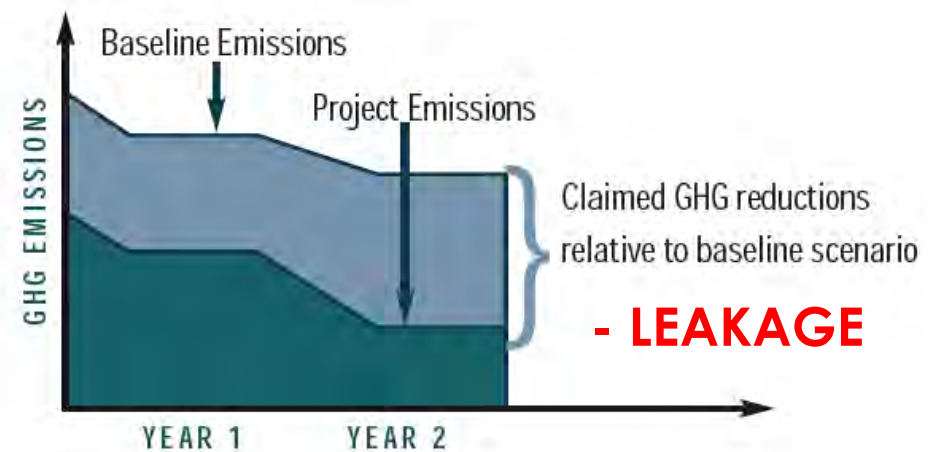 Baseline Emissions
Project Emissions
GHG EMISSIONS
Claimed GHG reductions
relative to baseline scenario
- LEAKAGE
YEAR 1
YEAR 2